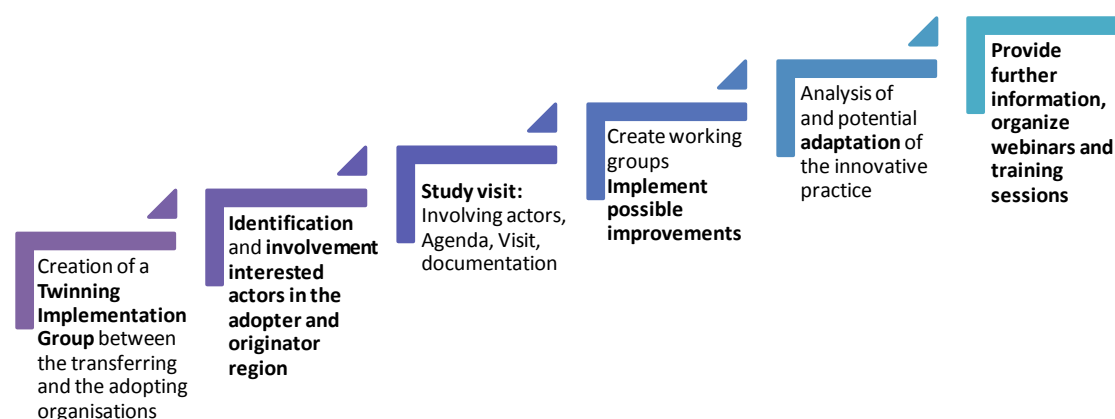 Creation of a
Twinning
Implementation
Group between
the transferring
and the adopting
organisations
Identification
and involvement
interested
actors in the
adopter and
originator
region
Study visit:
Involving actors,
Agenda, Visit,
documentation
Create working
groups
Implement
possible
improvements
Analysis of
and potential
adaptation of
the innovative
practice
Provide
further
information,
organize
webinars and
training
sessions